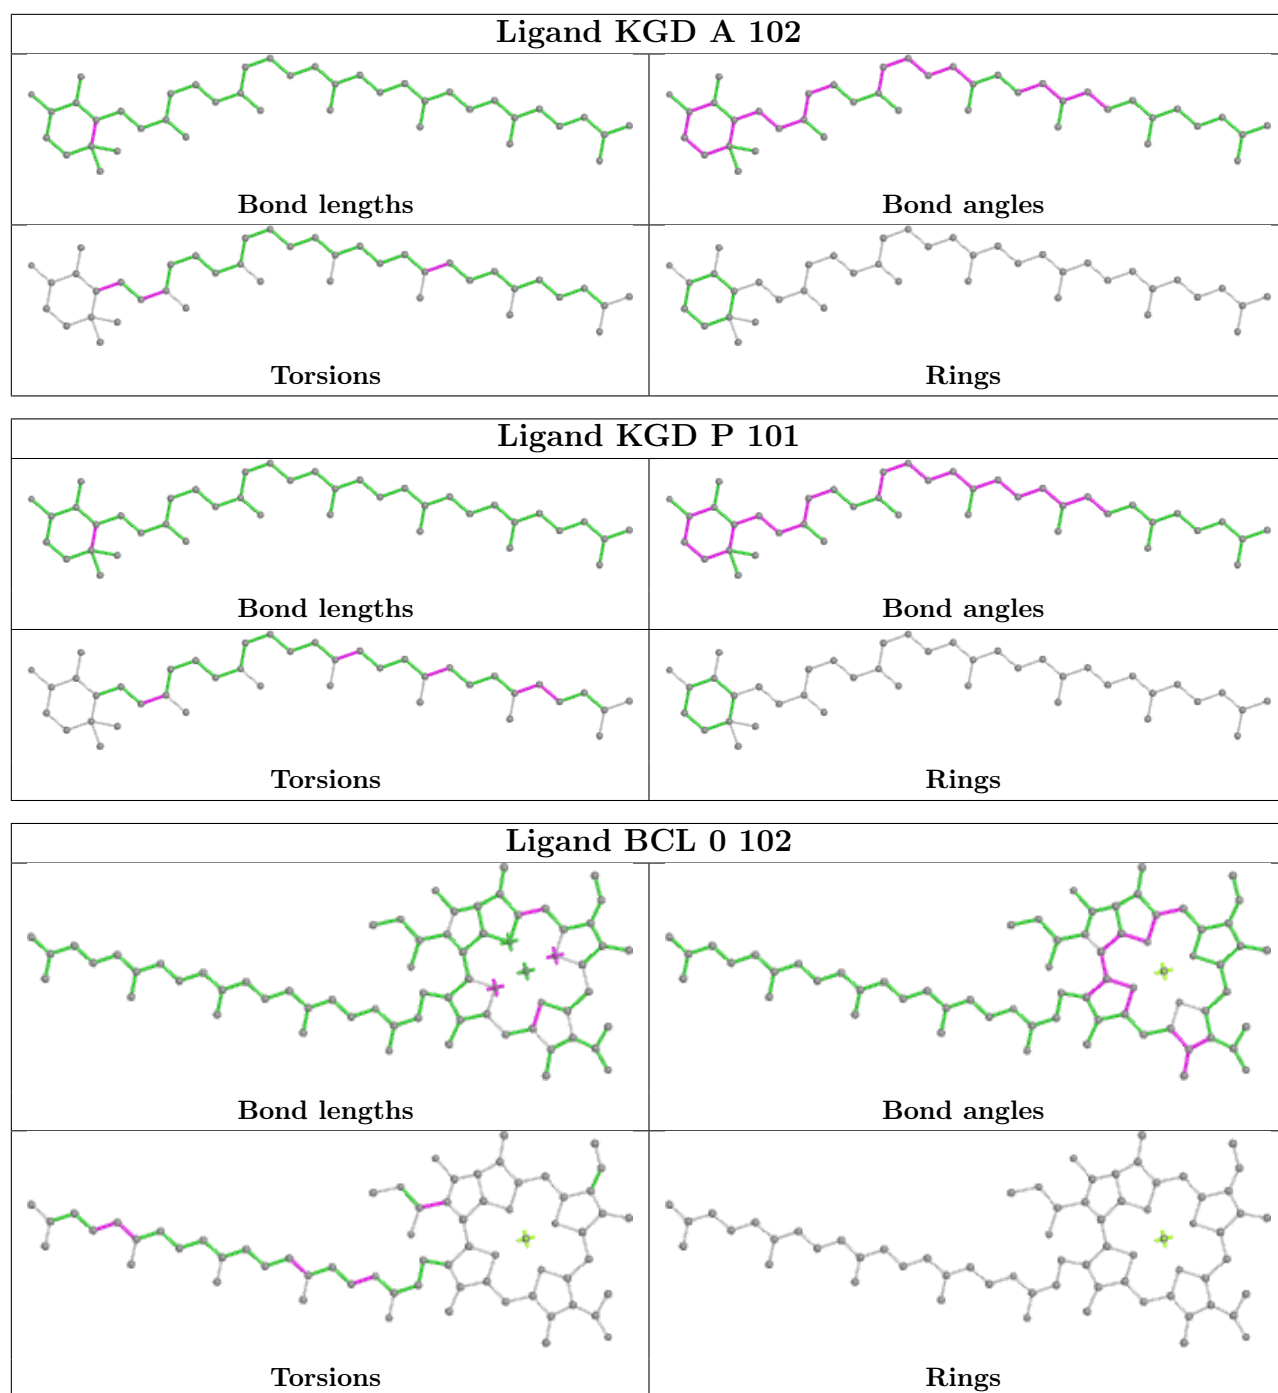 Ligand KGD A 102
Bond lengths
Bond angles
Torsions
Rings
Ligand KGD P 101
Bond lengths
Bond angles
Torsions
Rings
Ligand BCL 0 102
Bond lengths
Bond angles
Torsions
Rings